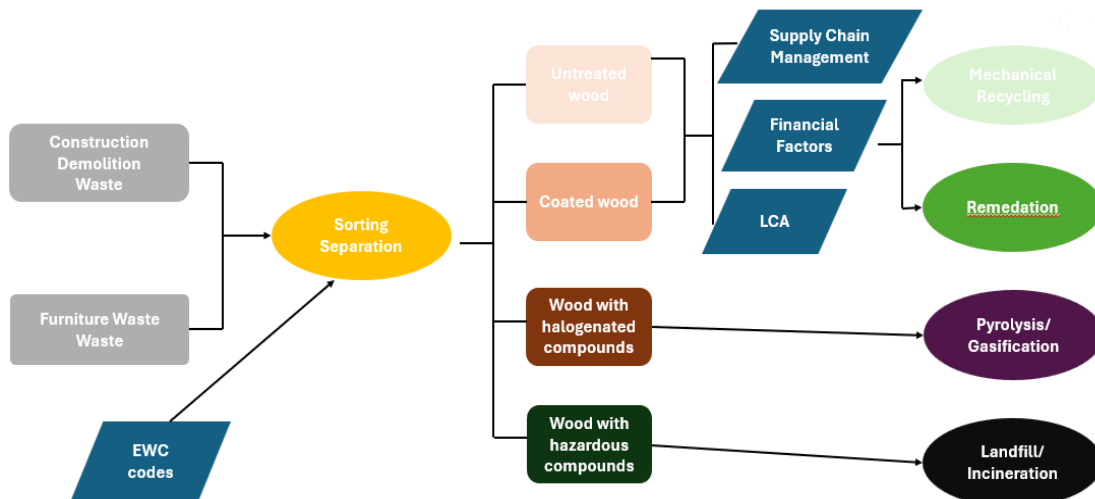 Construction
Demolition
Waste
Furniture Waste
Waste
EWC
codes
Sorting
Separation
Untreated
wood
Coated wood
Wood with
halogenated
compounds
Wood with
hazardous
compounds
Supply Chain
Management
Financial
Factors
LCA
Mechanical
Recycling
Remedation
Pyrolysis/
Gasification
Landfill/
Incineration